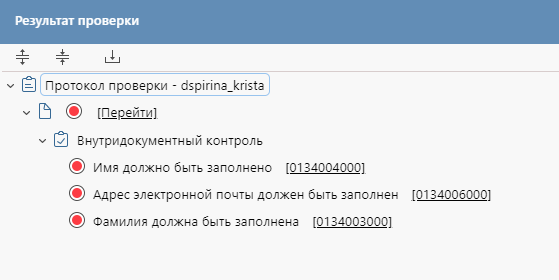 Результат проверки
Протокол проверки - dspirina_krista
[Перейти]
Внутридокументный контроль
Имя должно быть заполнено [0134004000]
Адрес электронной почты должен быть заполнен [0134006000]
Фамилия должна быть заполнена [0134003000]